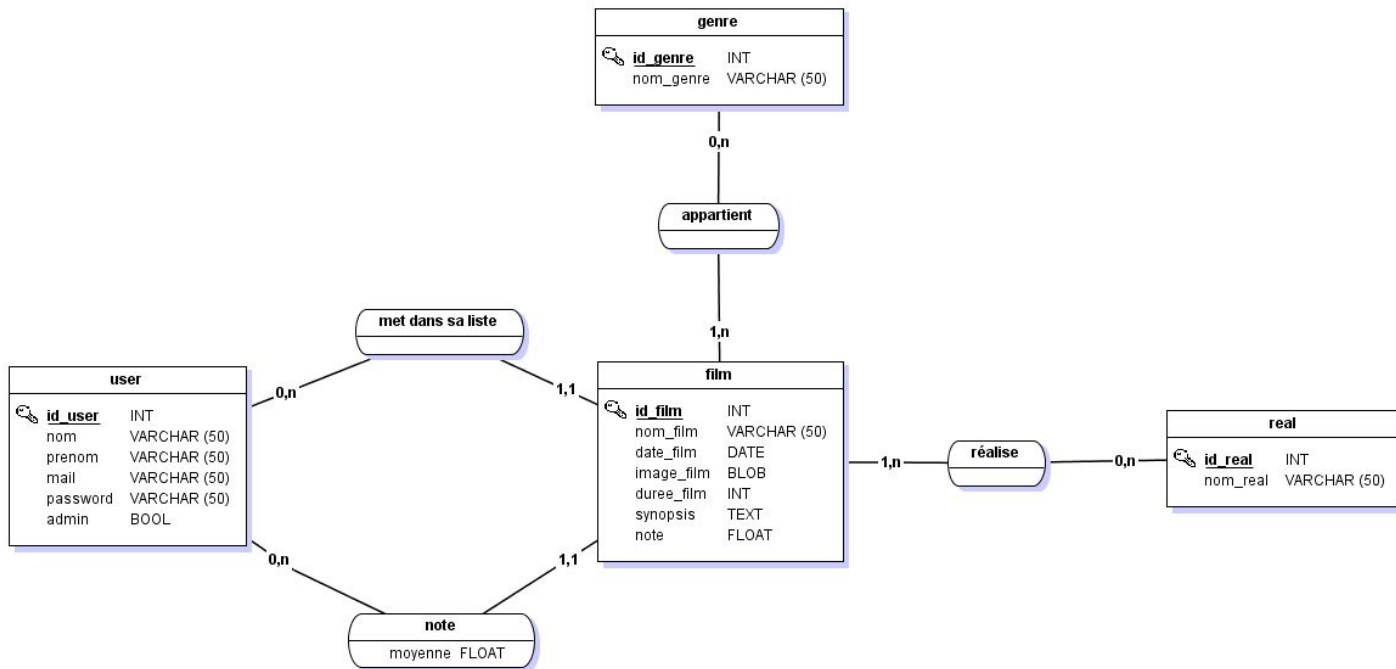 genre
id_genre INT
nom_genre VARCHAR (50)
0,n
appartient
1,n
met dans sa liste
0,n
1,1
user
id_user INT
nom VARCHAR (50)
prenom VARCHAR (50)
mail VARCHAR (50)
password VARCHAR (50)
admin BOOL
film
id_film INT
nom_film VARCHAR (50)
date_film DATE
image_film BLOB
duree_film INT
synopsis TEXT
note FLOAT
1,n
réalise
0,n
real
id_real INT
nom_real VARCHAR (50)
0,n
1,1
note
moyenne FLOAT